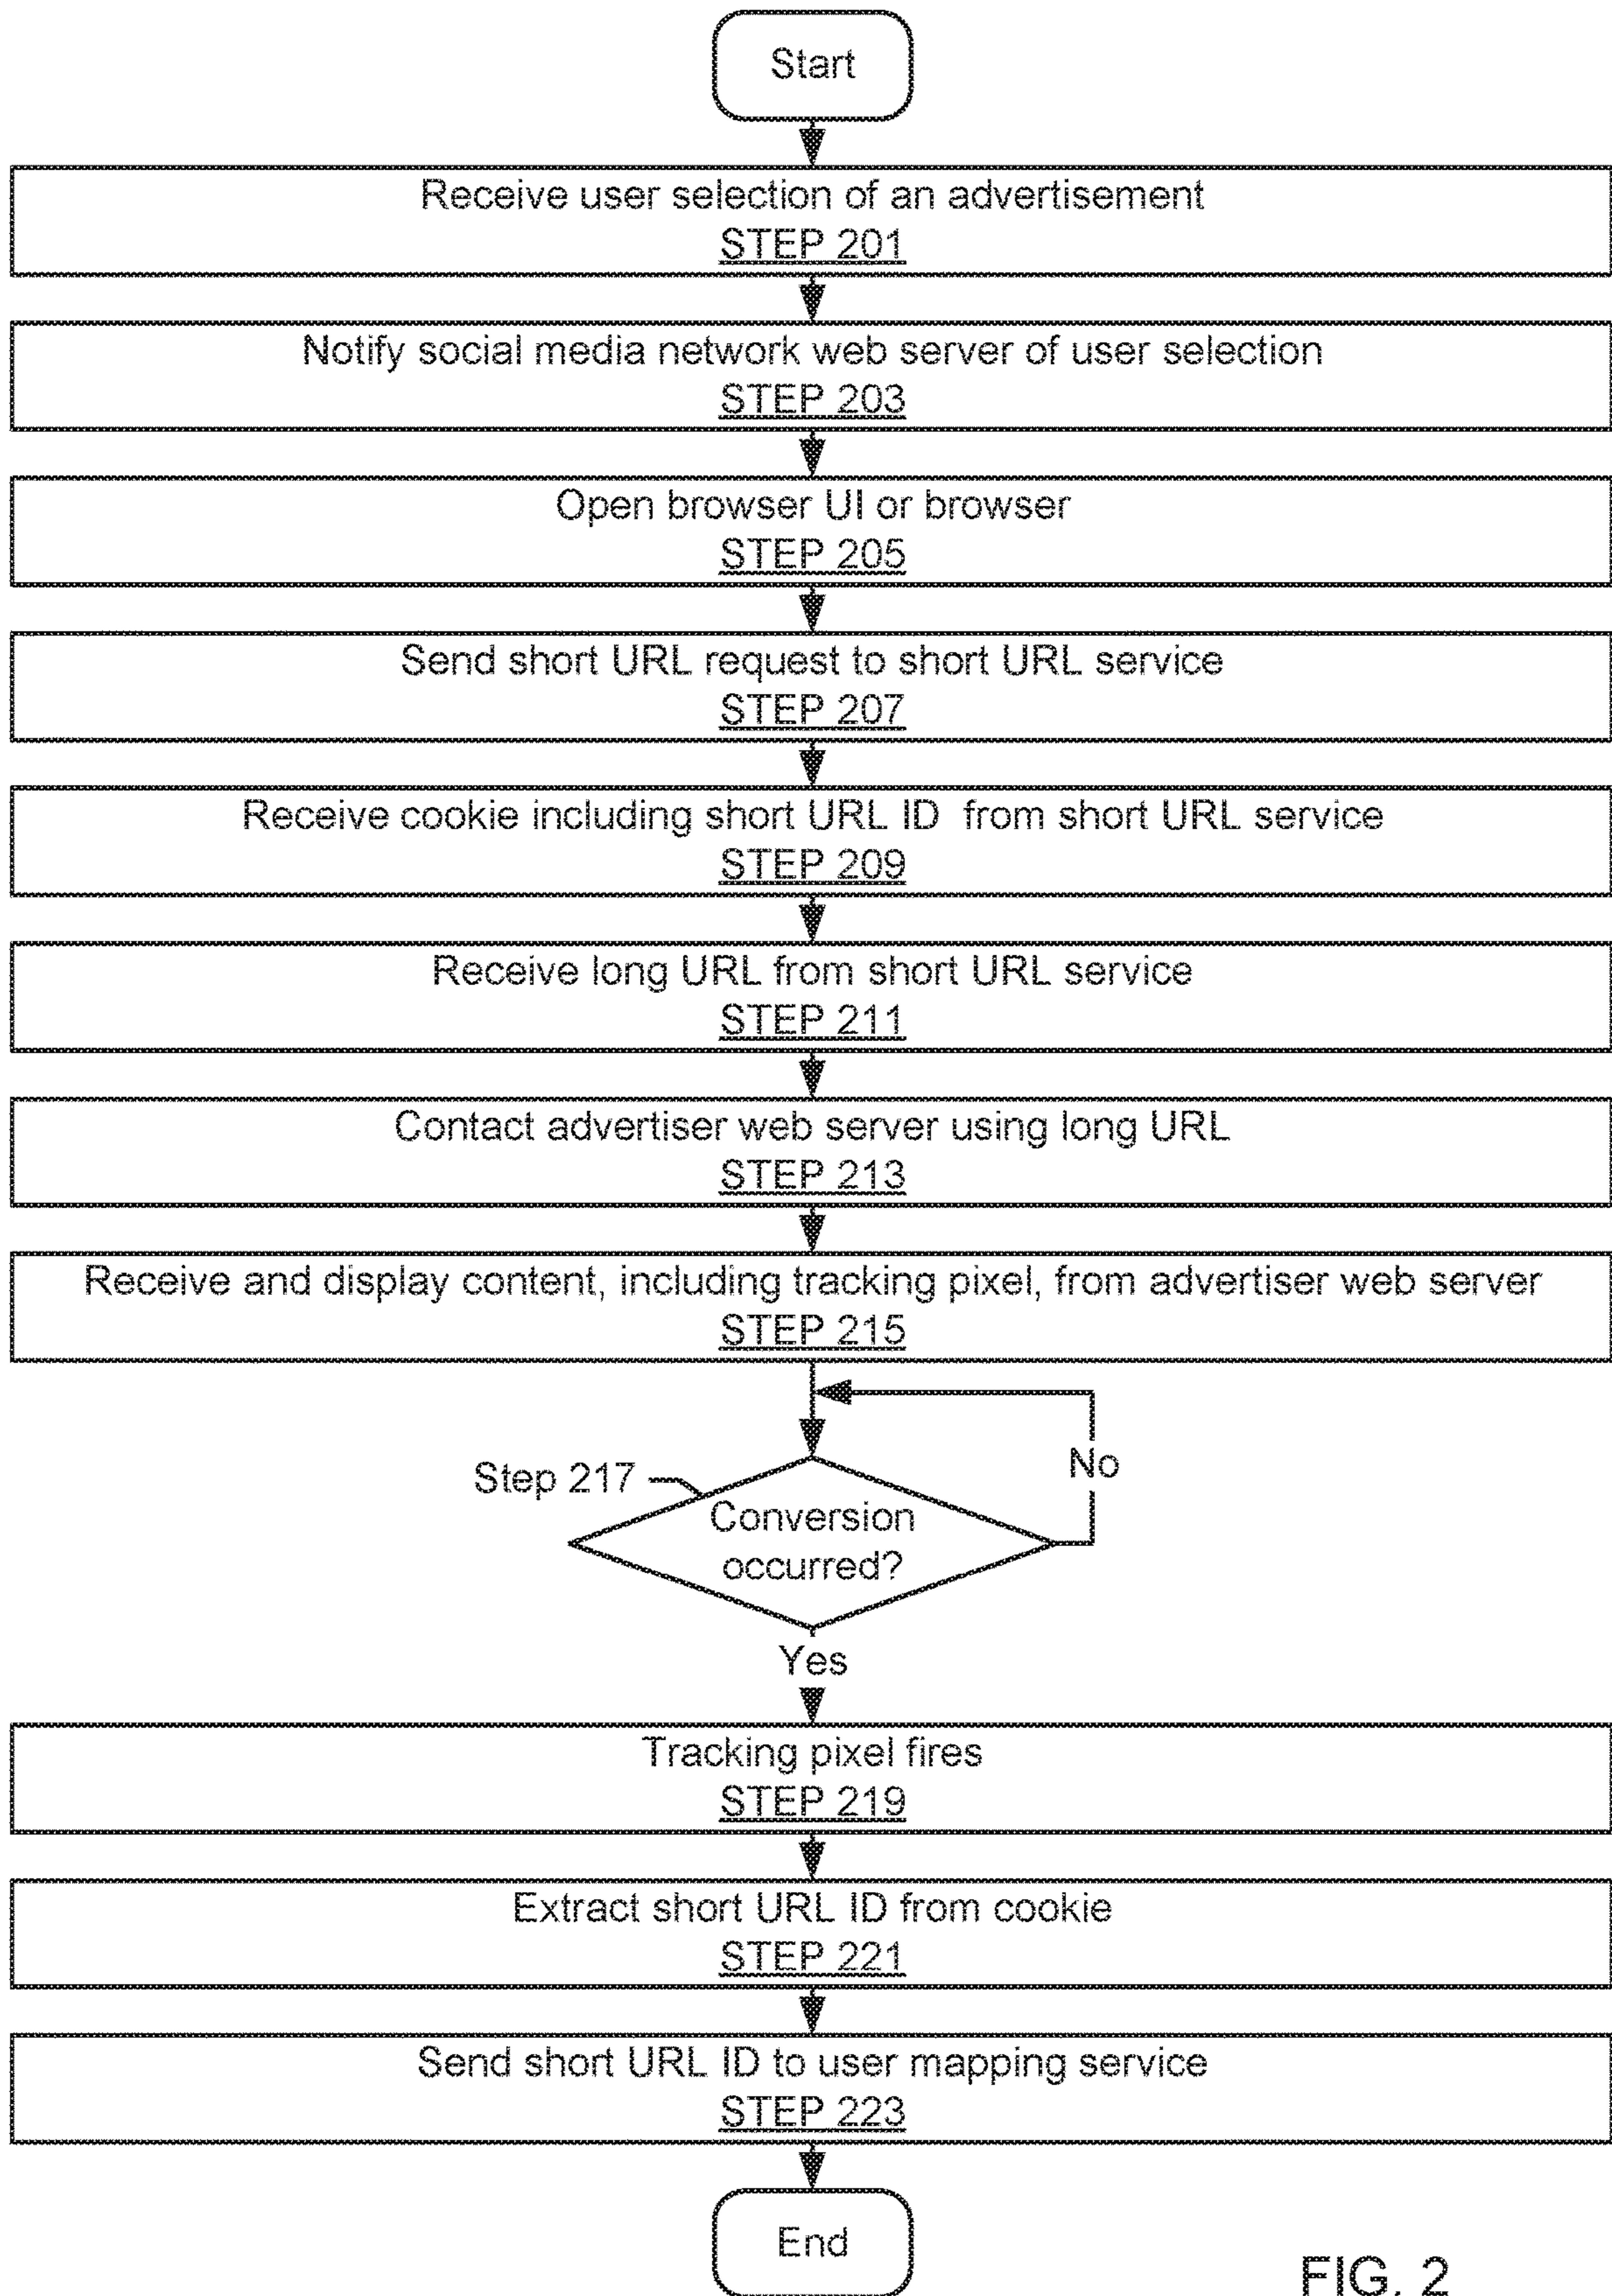 Start
Receive user selection of an advertisement
STEP 201
Notify social media network web server of user selection
STEP 203
Open browser UI or browser
STEP 205
Send short URL request to short URL service
STEP 207
Receive cookie including short URL ID from short URL service
STEP 209
Receive long URL from short URL service
STEP 211
Contact advertiser web server using long URL
STEP 213
Receive and display content, including tracking pixel, from advertiser web server
STEP 215
No
Step 217
Conversion
occurred?
Yes
Tracking pixel fires
STEP 219
Extract short URL ID from cookie
STEP 221
Send short URL ID to user mapping service
STEP 223
End
FIG. 2